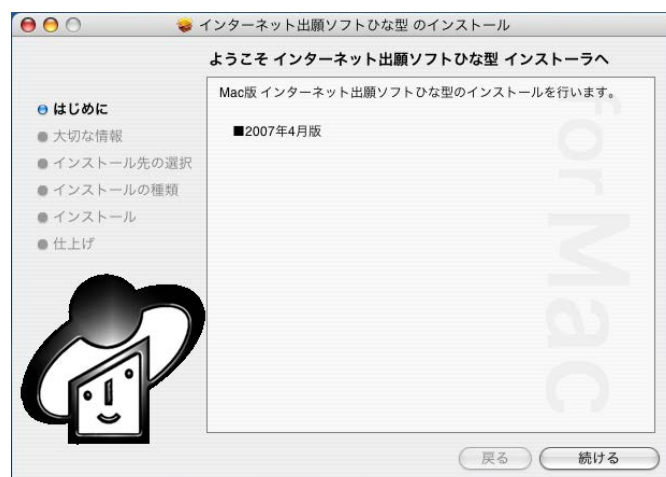 インターネット出願ソフトひな型 のインストール
ようこそ インターネット出願ソフトひな型 インストーラへ
はじめに
大切な情報
インストール先の選択
インストールの種類
インストール
仕上げ
Mac版 インターネット出願ソフトひな型のインストールを行います。
■2007年4月版
for Mac
戻る
続ける